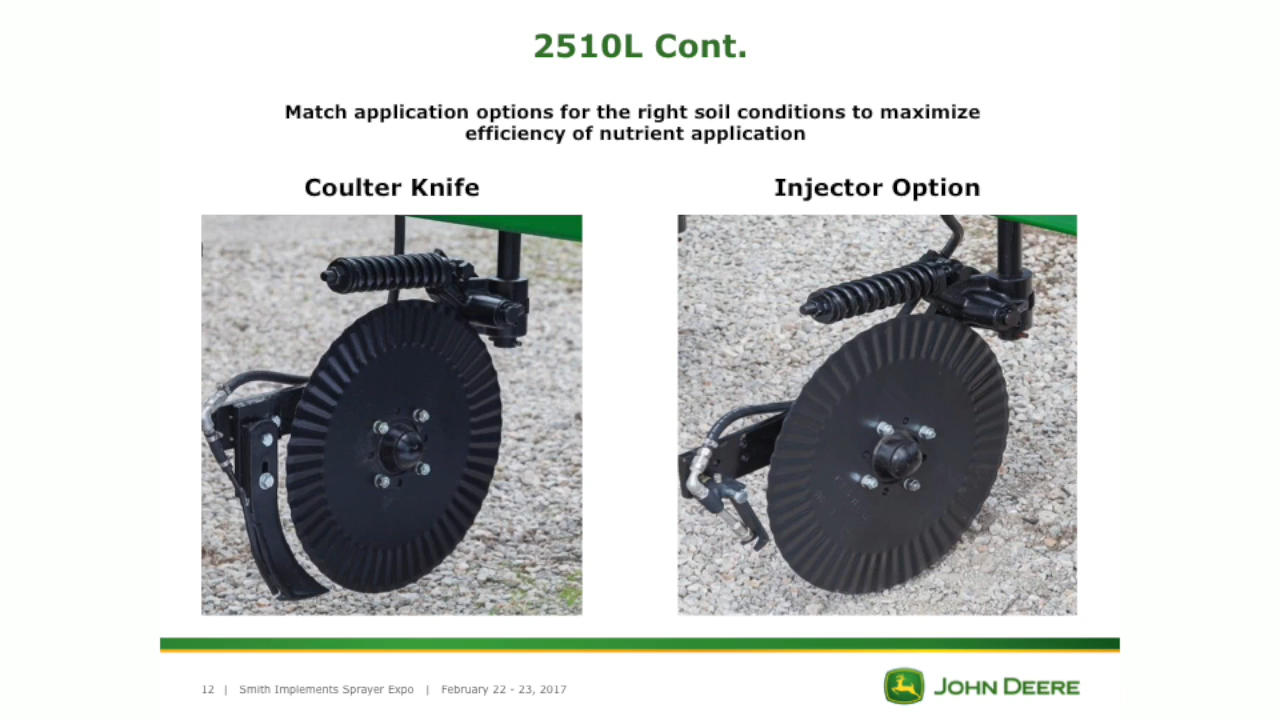 2510L Cont.
Match application options for the right soil conditions to maximize
efficiency of nutrient application
Coulter Knife
Injector Option
12 | Smith Implements Sprayer Expo | February 22 - 23, 2017
JOHN DEERE